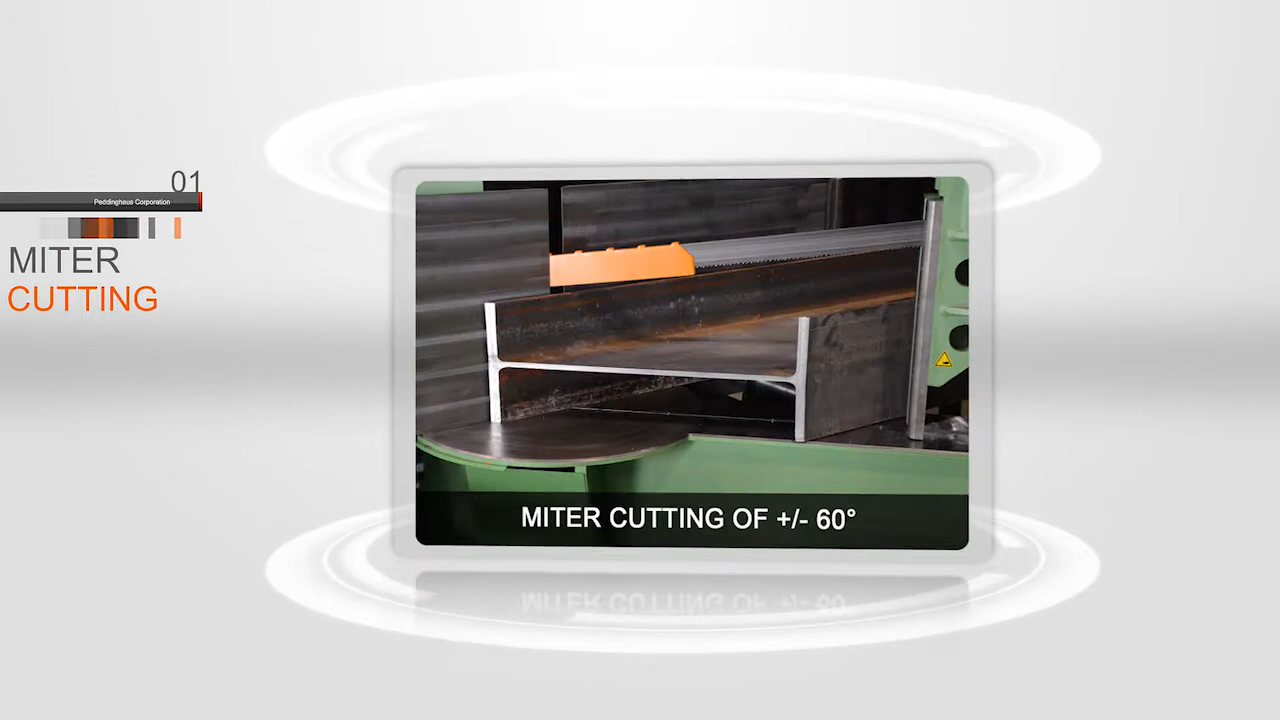 01
Peddinghaus Corporation
MITER
CUTTING
MITER CUTTING OF +/- 60°